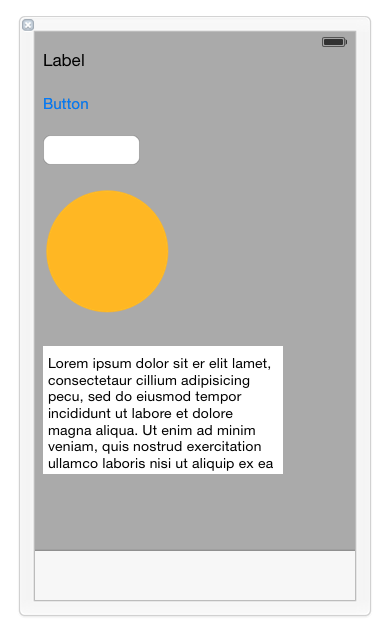 Label
Button
Lorem ipsum dolor sit er elit lamet,
consectetaur cillium adipisicing
pecu, sed do eiusmod tempor
incididunt ut labore et dolore
magna aliqua. Ut enim ad minim
veniam, quis nostrud exercitation
ullamco laboris nisi ut aliquip ex ea